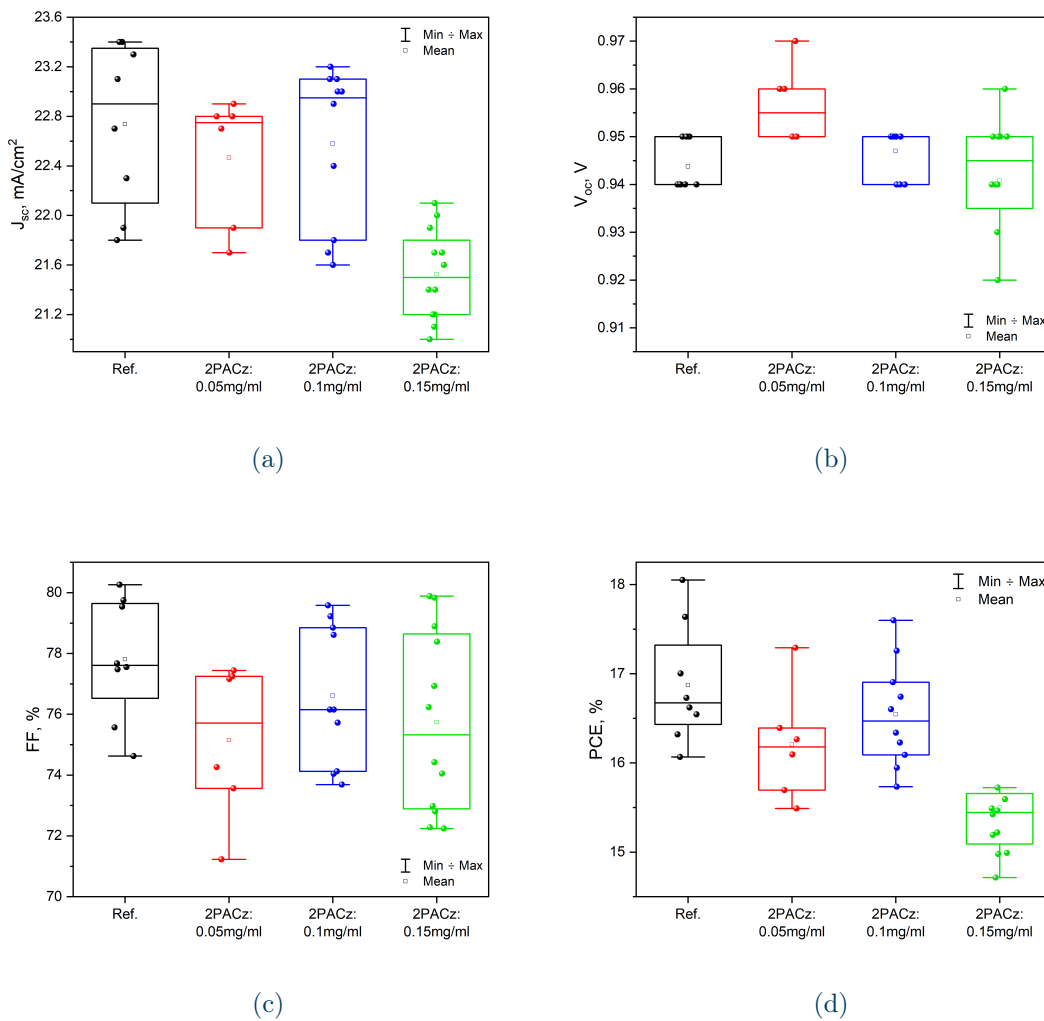 23.6
23.2
22.8
22.4
22.0
21.6
21.2
J_sc, mA/cm²
Min ÷ Max
Mean
Ref.
2PACz:
0.05mg/ml
2PACz:
0.1mg/ml
2PACz:
0.15mg/ml
(a)
0.97
0.96
0.95
0.94
0.93
0.92
0.91
V_oc, V
Min ÷ Max
Mean
Ref.
2PACz:
0.05mg/ml
2PACz:
0.1mg/ml
2PACz:
0.15mg/ml
(b)
80
78
76
74
72
70
FF, %
Min ÷ Max
Mean
Ref.
2PACz:
0.05mg/ml
2PACz:
0.1mg/ml
2PACz:
0.15mg/ml
(c)
18
17
16
15
PCE, %
Min ÷ Max
Mean
Ref.
2PACz:
0.05mg/ml
2PACz:
0.1mg/ml
2PACz:
0.15mg/ml
(d)